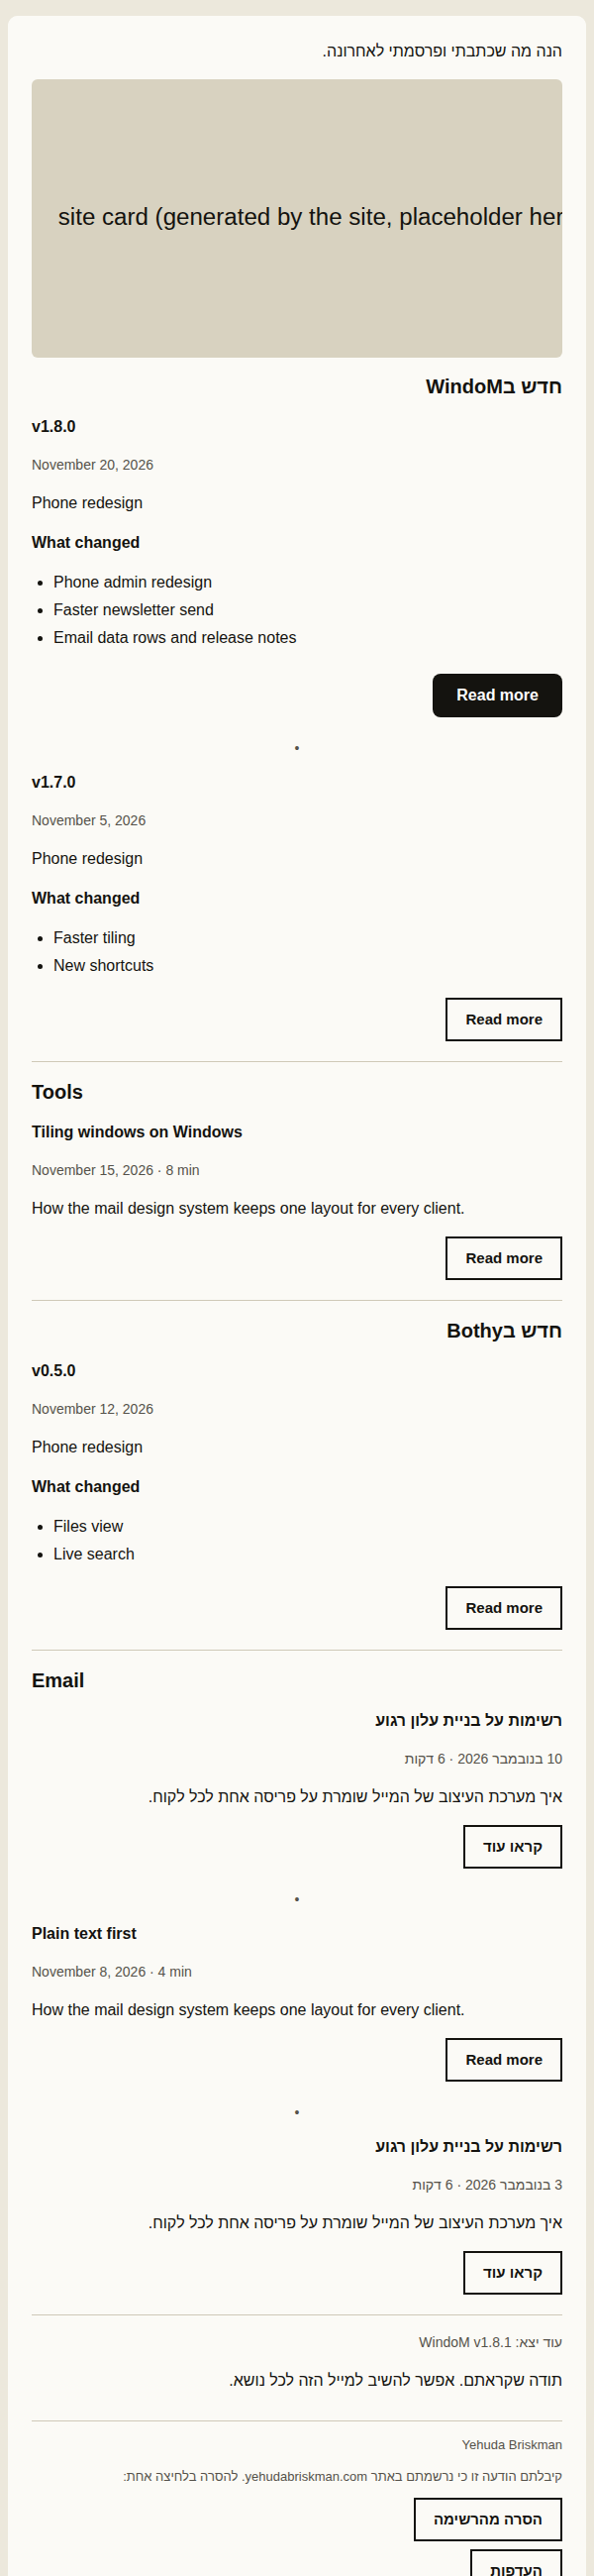 הנה מה שכתבתי ופרסמתי לאחרונה.
site card (generated by the site, placeholder her
חדש בWindoM
v1.8.0
November 20, 2026
Phone redesign
What changed
• Phone admin redesign
• Faster newsletter send
• Email data rows and release notes
Read more
•
v1.7.0
November 5, 2026
Phone redesign
What changed
• Faster tiling
• New shortcuts
Read more
Tools
Tiling windows on Windows
November 15, 2026 · 8 min
How the mail design system keeps one layout for every client.
Read more
חדש בBothy
v0.5.0
November 12, 2026
Phone redesign
What changed
• Files view
• Live search
Read more
Email
רשימות על בניית עלון רגוע
10 בנובמבר 2026 · 6 דקות
איך מערכת העיצוב של המייל שומרת על פריסה אחת לכל לקוח.
קראו עוד
•
Plain text first
November 8, 2026 · 4 min
How the mail design system keeps one layout for every client.
Read more
•
רשימות על בניית עלון רגוע
3 בנובמבר 2026 · 6 דקות
איך מערכת העיצוב של המייל שומרת על פריסה אחת לכל לקוח.
קראו עוד
עוד יצא: WindoM v1.8.1
תודה שקראתם. אפשר להשיב למייל הזה לכל נושא.
Yehuda Briskman
קיבלתם הודעה זו כי נרשמתם באתר yehudabriskman.com. להסרה בלחיצה אחת:
הסרה מהרשימה
העדפות